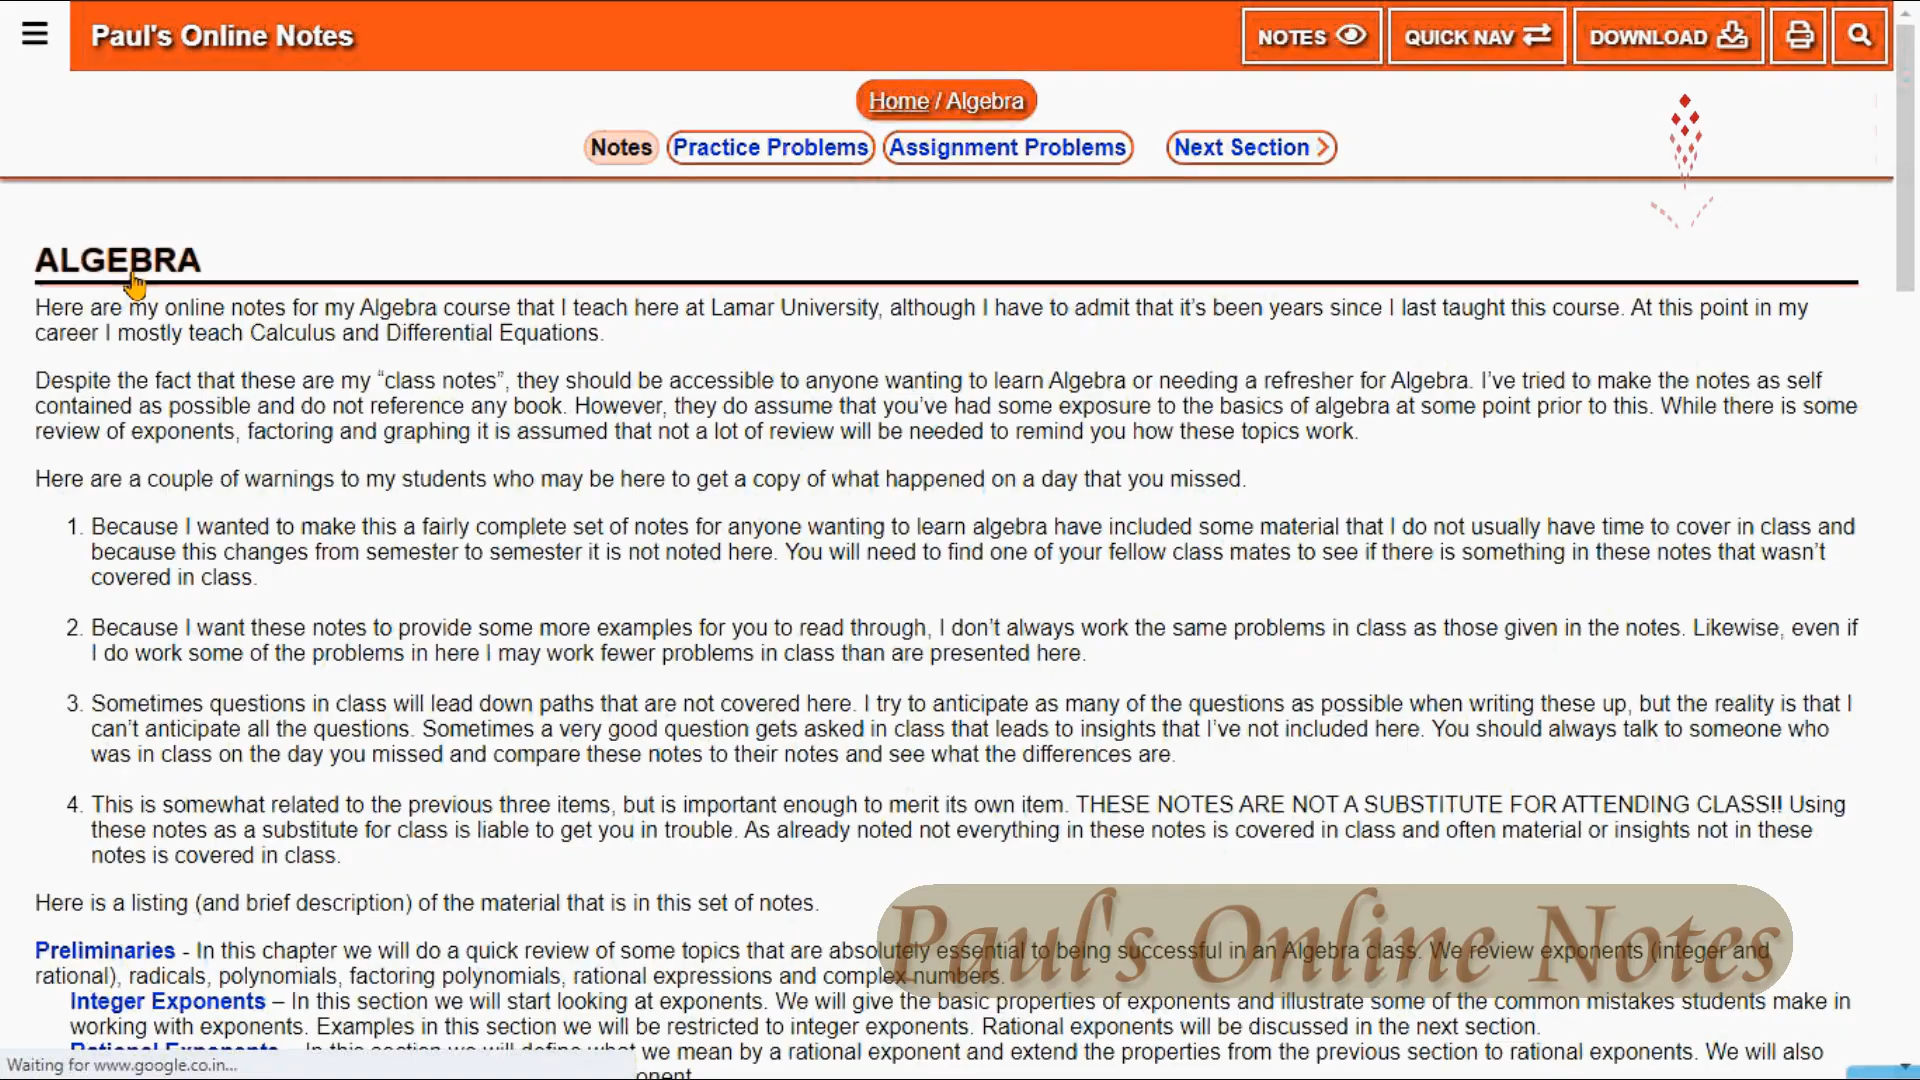 Paul's Online Notes
NOTES
QUICK NAV
DOWNLOAD
Home / Algebra
Notes
Practice Problems
Assignment Problems
Next Section
ALGEBRA
Here are my online notes for my Algebra course that I teach here at Lamar University, although I have to admit that it’s been years since I last taught this course. At this point in my
career I mostly teach Calculus and Differential Equations.
Despite the fact that these are my “class notes”, they should be accessible to anyone wanting to learn Algebra or needing a refresher for Algebra. I’ve tried to make the notes as self
contained as possible and do not reference any book. However, they do assume that you’ve had some exposure to the basics of algebra at some point prior to this. While there is some
review of exponents, factoring and graphing it is assumed that not a lot of review will be needed to remind you how these topics work.
Here are a couple of warnings to my students who may be here to get a copy of what happened on a day that you missed.
1. Because I wanted to make this a fairly complete set of notes for anyone wanting to learn algebra have included some material that I do not usually have time to cover in class and
because this changes from semester to semester it is not noted here. You will need to find one of your fellow class mates to see if there is something in these notes that wasn’t
covered in class.
2. Because I want these notes to provide some more examples for you to read through, I don’t always work the same problems in class as those given in the notes. Likewise, even if
I do work some of the problems in here I may work fewer problems in class than are presented here.
3. Sometimes questions in class will lead down paths that are not covered here. I try to anticipate as many of the questions as possible when writing these up, but the reality is that I
can’t anticipate all the questions. Sometimes a very good question gets asked in class that leads to insights that I’ve not included here. You should always talk to someone who
was in class on the day you missed and compare these notes to their notes and see what the differences are.
4. This is somewhat related to the previous three items, but is important enough to merit its own item. THESE NOTES ARE NOT A SUBSTITUTE FOR ATTENDING CLASS!! Using
these notes as a substitute for class is liable to get you in trouble. As already noted not everything in these notes is covered in class and often material or insights not in these
notes is covered in class.
Here is a listing (and brief description) of the material that is in this set of notes.
Paul's Online Notes
Preliminaries - In this chapter we will do a quick review of some topics that are absolutely essential to being successful in an Algebra class. We review exponents (integer and
rational), radicals, polynomials, factoring polynomials, rational expressions and complex numbers.
Integer Exponents – In this section we will start looking at exponents. We will give the basic properties of exponents and illustrate some of the common mistakes students make in
working with exponents. Examples in this section we will be restricted to integer exponents. Rational exponents will be discussed in the next section.
Rational Exponents – In this section we will define what we mean by a rational exponent and extend the properties from the previous section to rational exponents. We will also
Waiting for www.google.co.in...